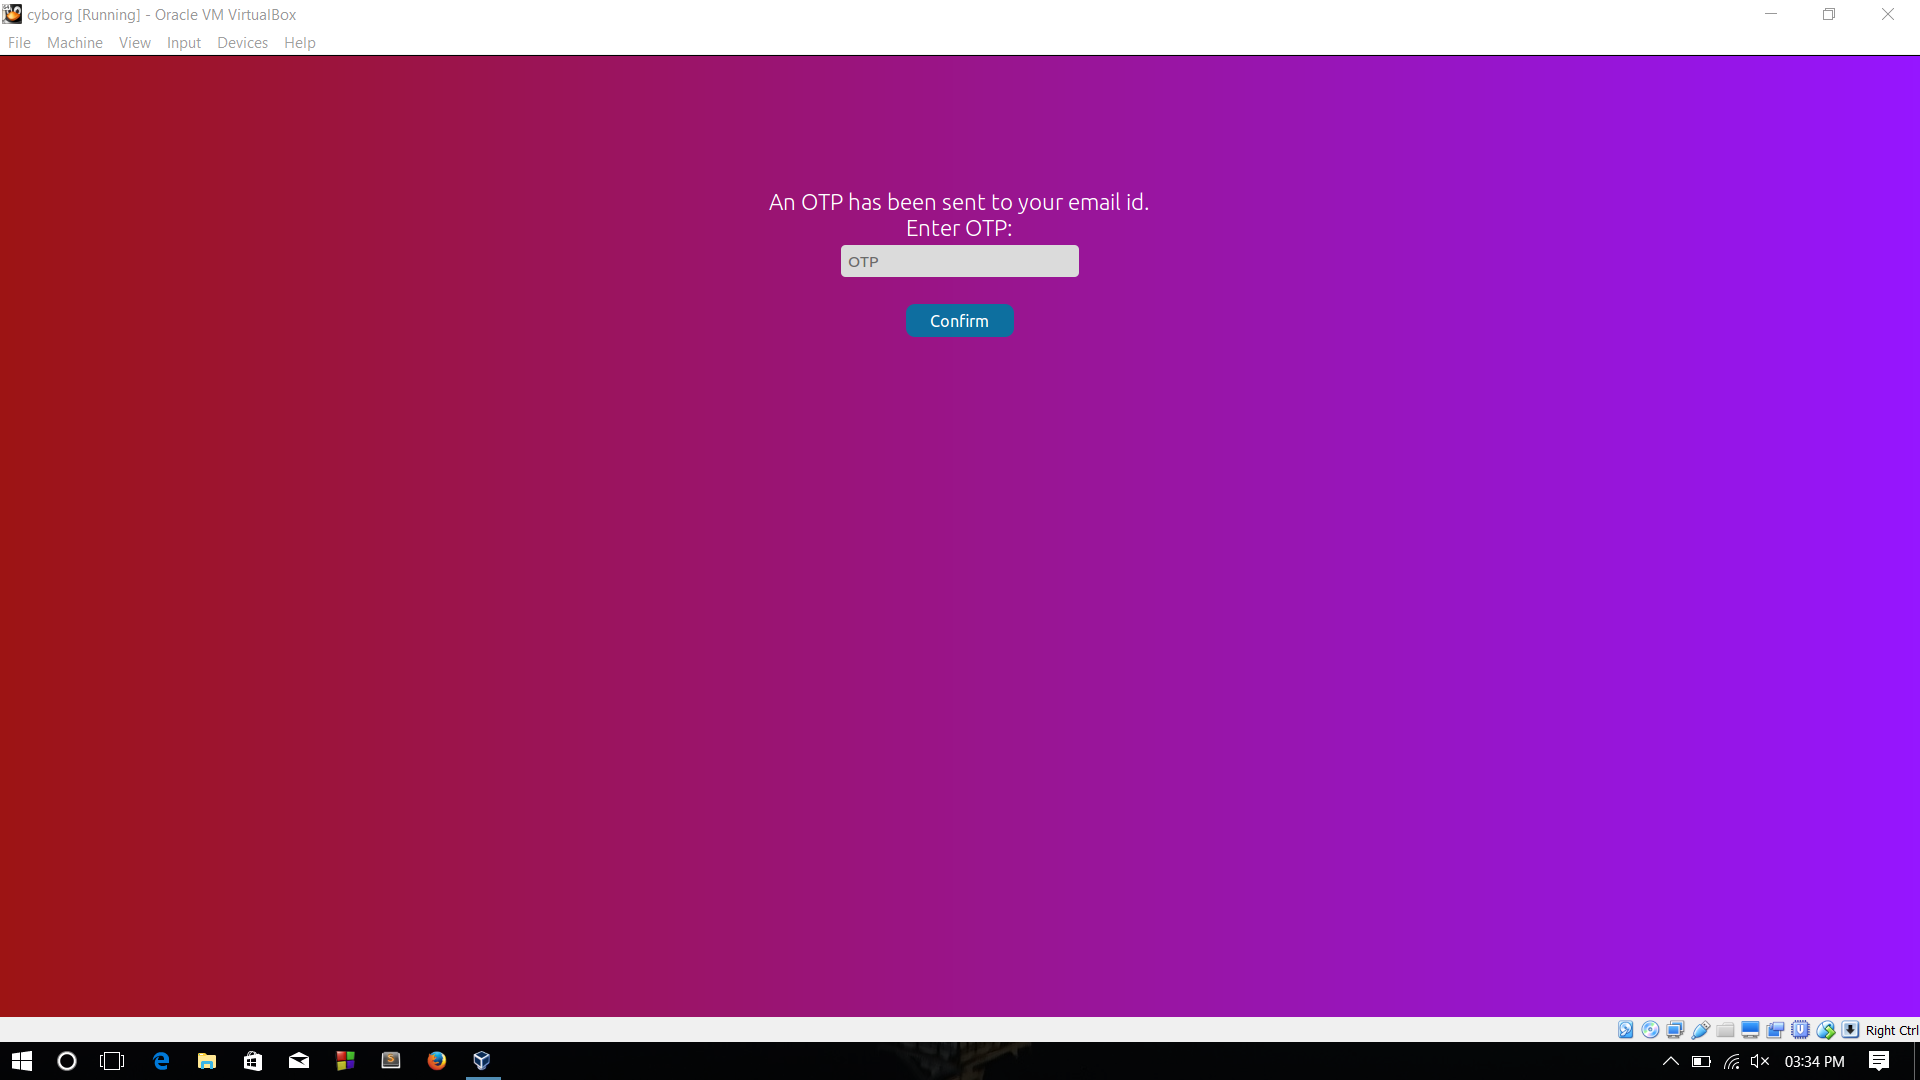 cyborg [Running] - Oracle VM VirtualBox
File Machine View Input Devices Help
An OTP has been sent to your email id.
Enter OTP:
OTP
Confirm
Right Ctrl
03:34 PM